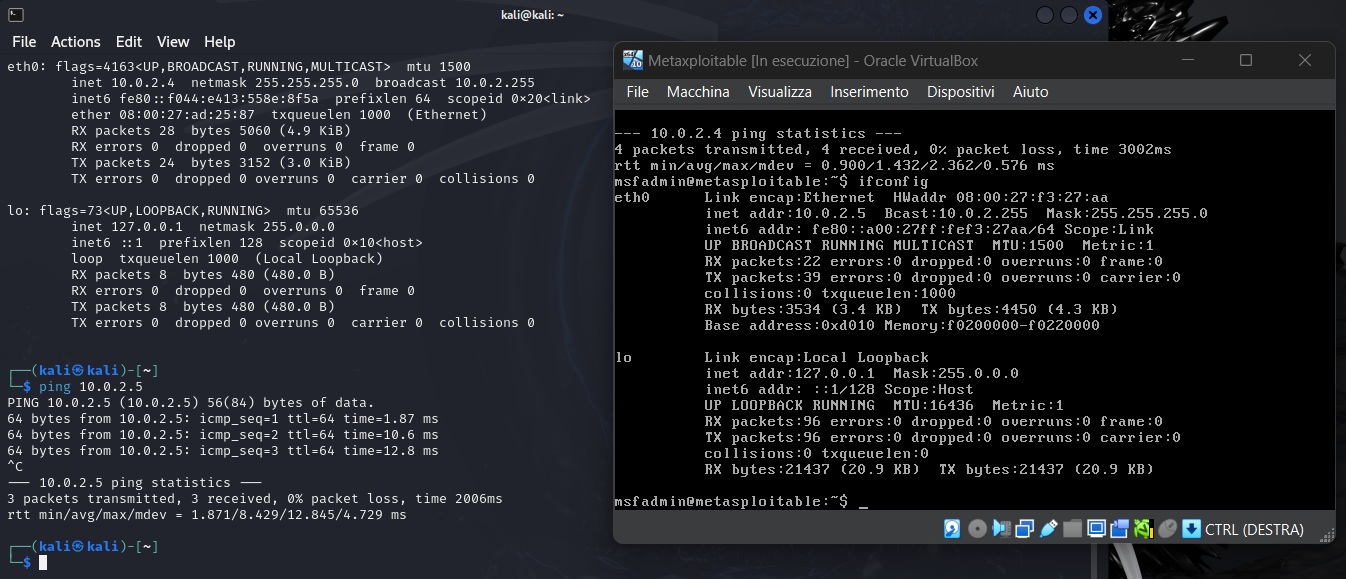 kali@kali: ~
File Actions Edit View Help
eth0: flags=4163<UP,BROADCAST,RUNNING,MULTICAST>  mtu 1500
        inet 10.0.2.4  netmask 255.255.255.0  broadcast 10.0.2.255
        inet6 fe80::f044:e413:558e:8f5a  prefixlen 64  scopeid 0×20<link>
        ether 08:00:27:ad:25:87  txqueuelen 1000  (Ethernet)
        RX packets 28  bytes 5060 (4.9 KiB)
        RX errors 0  dropped 0  overruns 0  frame 0
        TX packets 24  bytes 3152 (3.0 KiB)
        TX errors 0  dropped 0 overruns 0  carrier 0  collisions 0
lo: flags=73<UP,LOOPBACK,RUNNING>  mtu 65536
        inet 127.0.0.1  netmask 255.0.0.0
        inet6 ::1  prefixlen 128  scopeid 0×10<host>
        loop  txqueuelen 1000  (Local Loopback)
        RX packets 8  bytes 480 (480.0 B)
        RX errors 0  dropped 0  overruns 0  frame 0
        TX packets 8  bytes 480 (480.0 B)
        TX errors 0  dropped 0 overruns 0  carrier 0  collisions 0
┌──(kali㉿kali)-[~]
└─$ ping 10.0.2.5
PING 10.0.2.5 (10.0.2.5) 56(84) bytes of data.
64 bytes from 10.0.2.5: icmp_seq=1 ttl=64 time=1.87 ms
64 bytes from 10.0.2.5: icmp_seq=2 ttl=64 time=10.6 ms
64 bytes from 10.0.2.5: icmp_seq=3 ttl=64 time=12.8 ms
^C
--- 10.0.2.5 ping statistics ---
3 packets transmitted, 3 received, 0% packet loss, time 2006ms
rtt min/avg/max/mdev = 1.871/8.429/12.845/4.729 ms
┌──(kali㉿kali)-[~]
└─$
Metaxploitable [In esecuzione] - Oracle VirtualBox
File Macchina Visualizza Inserimento Dispositivi Aiuto
--- 10.0.2.4 ping statistics ---
4 packets transmitted, 4 received, 0% packet loss, time 3002ms
rtt min/avg/max/mdev = 0.900/1.432/2.362/0.576 ms
msfadmin@metasploitable:~$ ifconfig
eth0      Link encap:Ethernet  HWaddr 08:00:27:f3:27:aa
          inet addr:10.0.2.5  Bcast:10.0.2.255  Mask:255.255.255.0
          inet6 addr: fe80::a00:27ff:fef3:27aa/64 Scope:Link
          UP BROADCAST RUNNING MULTICAST  MTU:1500  Metric:1
          RX packets:22 errors:0 dropped:0 overruns:0 frame:0
          TX packets:39 errors:0 dropped:0 overruns:0 carrier:0
          collisions:0 txqueuelen:1000
          RX bytes:3534 (3.4 KB)  TX bytes:4450 (4.3 KB)
          Base address:0xd010 Memory:f0200000-f0220000
lo        Link encap:Local Loopback
          inet addr:127.0.0.1  Mask:255.0.0.0
          inet6 addr: ::1/128 Scope:Host
          UP LOOPBACK RUNNING  MTU:16436  Metric:1
          RX packets:96 errors:0 dropped:0 overruns:0 frame:0
          TX packets:96 errors:0 dropped:0 overruns:0 carrier:0
          collisions:0 txqueuelen:0
          RX bytes:21437 (20.9 KB)  TX bytes:21437 (20.9 KB)
msfadmin@metasploitable:~$ _
CTRL (DESTRA)